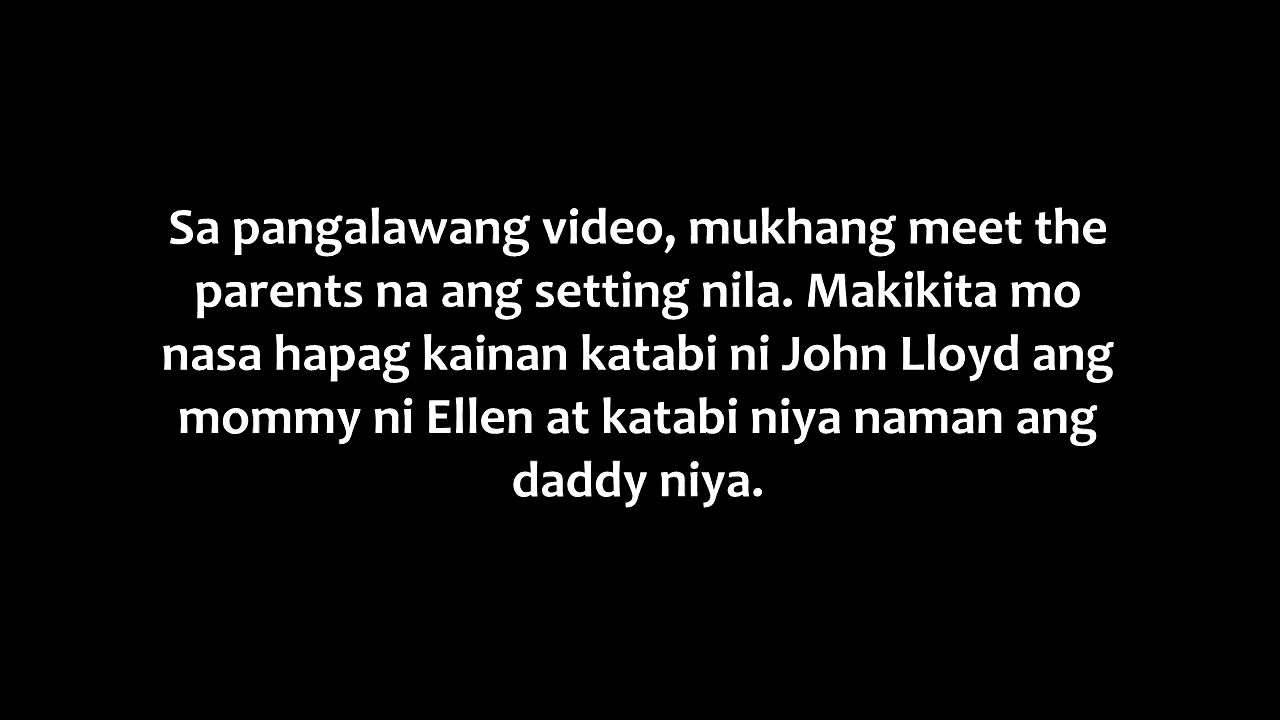 Sa pangalawang video, mukhang meet the
parents na ang setting nila. Makikita mo
nasa hapag kainan katabi ni John Lloyd ang
mommy ni Ellen at katabi niya naman ang
daddy niya.